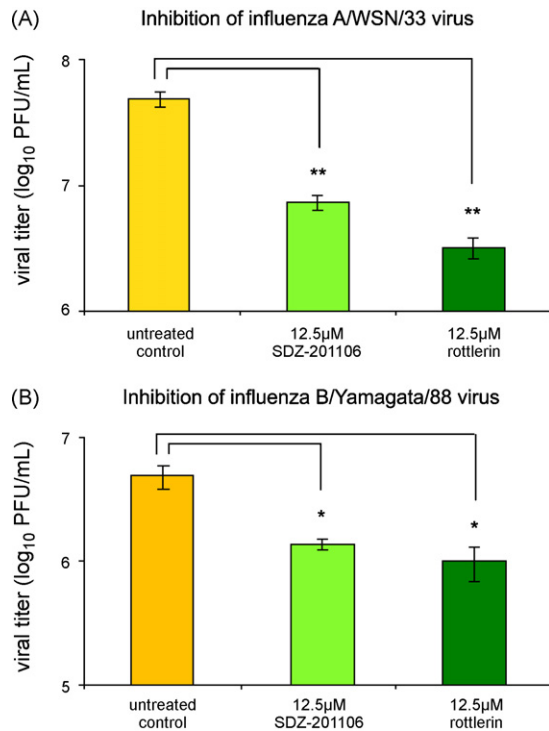 (A)
Inhibition of influenza A/WSN/33 virus
viral titer (log10 PFU/mL)
8
7
6
**
**
untreated
control
12.5µM
SDZ-201106
12.5µM
rottlerin
(B)
Inhibition of influenza B/Yamagata/88 virus
viral titer (log10 PFU/mL)
7
6
5
*
*
untreated
control
12.5µM
SDZ-201106
12.5µM
rottlerin